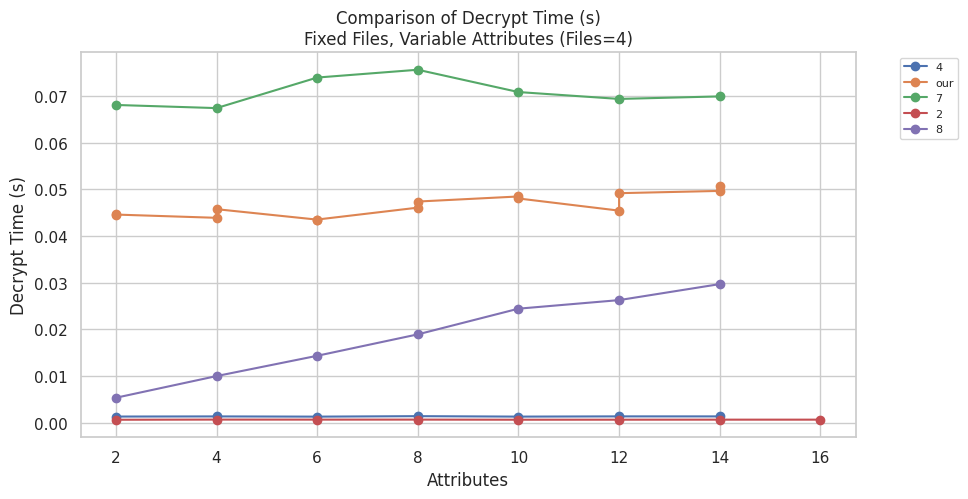 Comparison of Decrypt Time (s)
Fixed Files, Variable Attributes (Files=4)
4
our
7
2
8
Decrypt Time (s)
0.07
0.06
0.05
0.04
0.03
0.02
0.01
0.00
2 4 6 8 10 12 14 16
Attributes